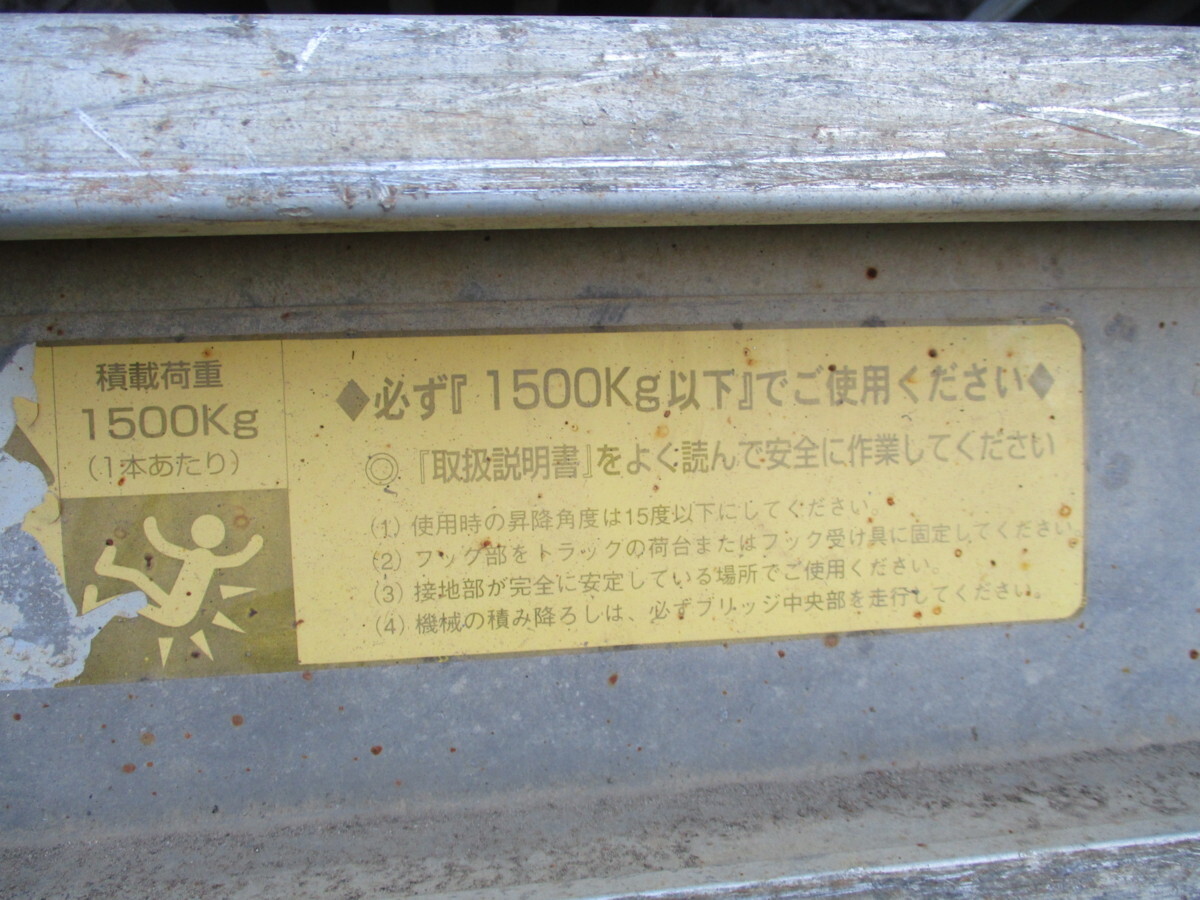 積載荷重
1500Kg
(1本あたり)
◆必ず『1500Kg以下』でご使用ください◆
◎『取扱説明書』をよく読んで安全に作業してください
(1) 使用時の昇降角度は15度以下にしてください。
(2) フック部をトラックの荷台またはフック受け具に固定してください
(3) 接地部が完全に安定している場所でご使用ください。
(4) 機械の積み降ろしは、必ずブリッジ中央部を走行してください。